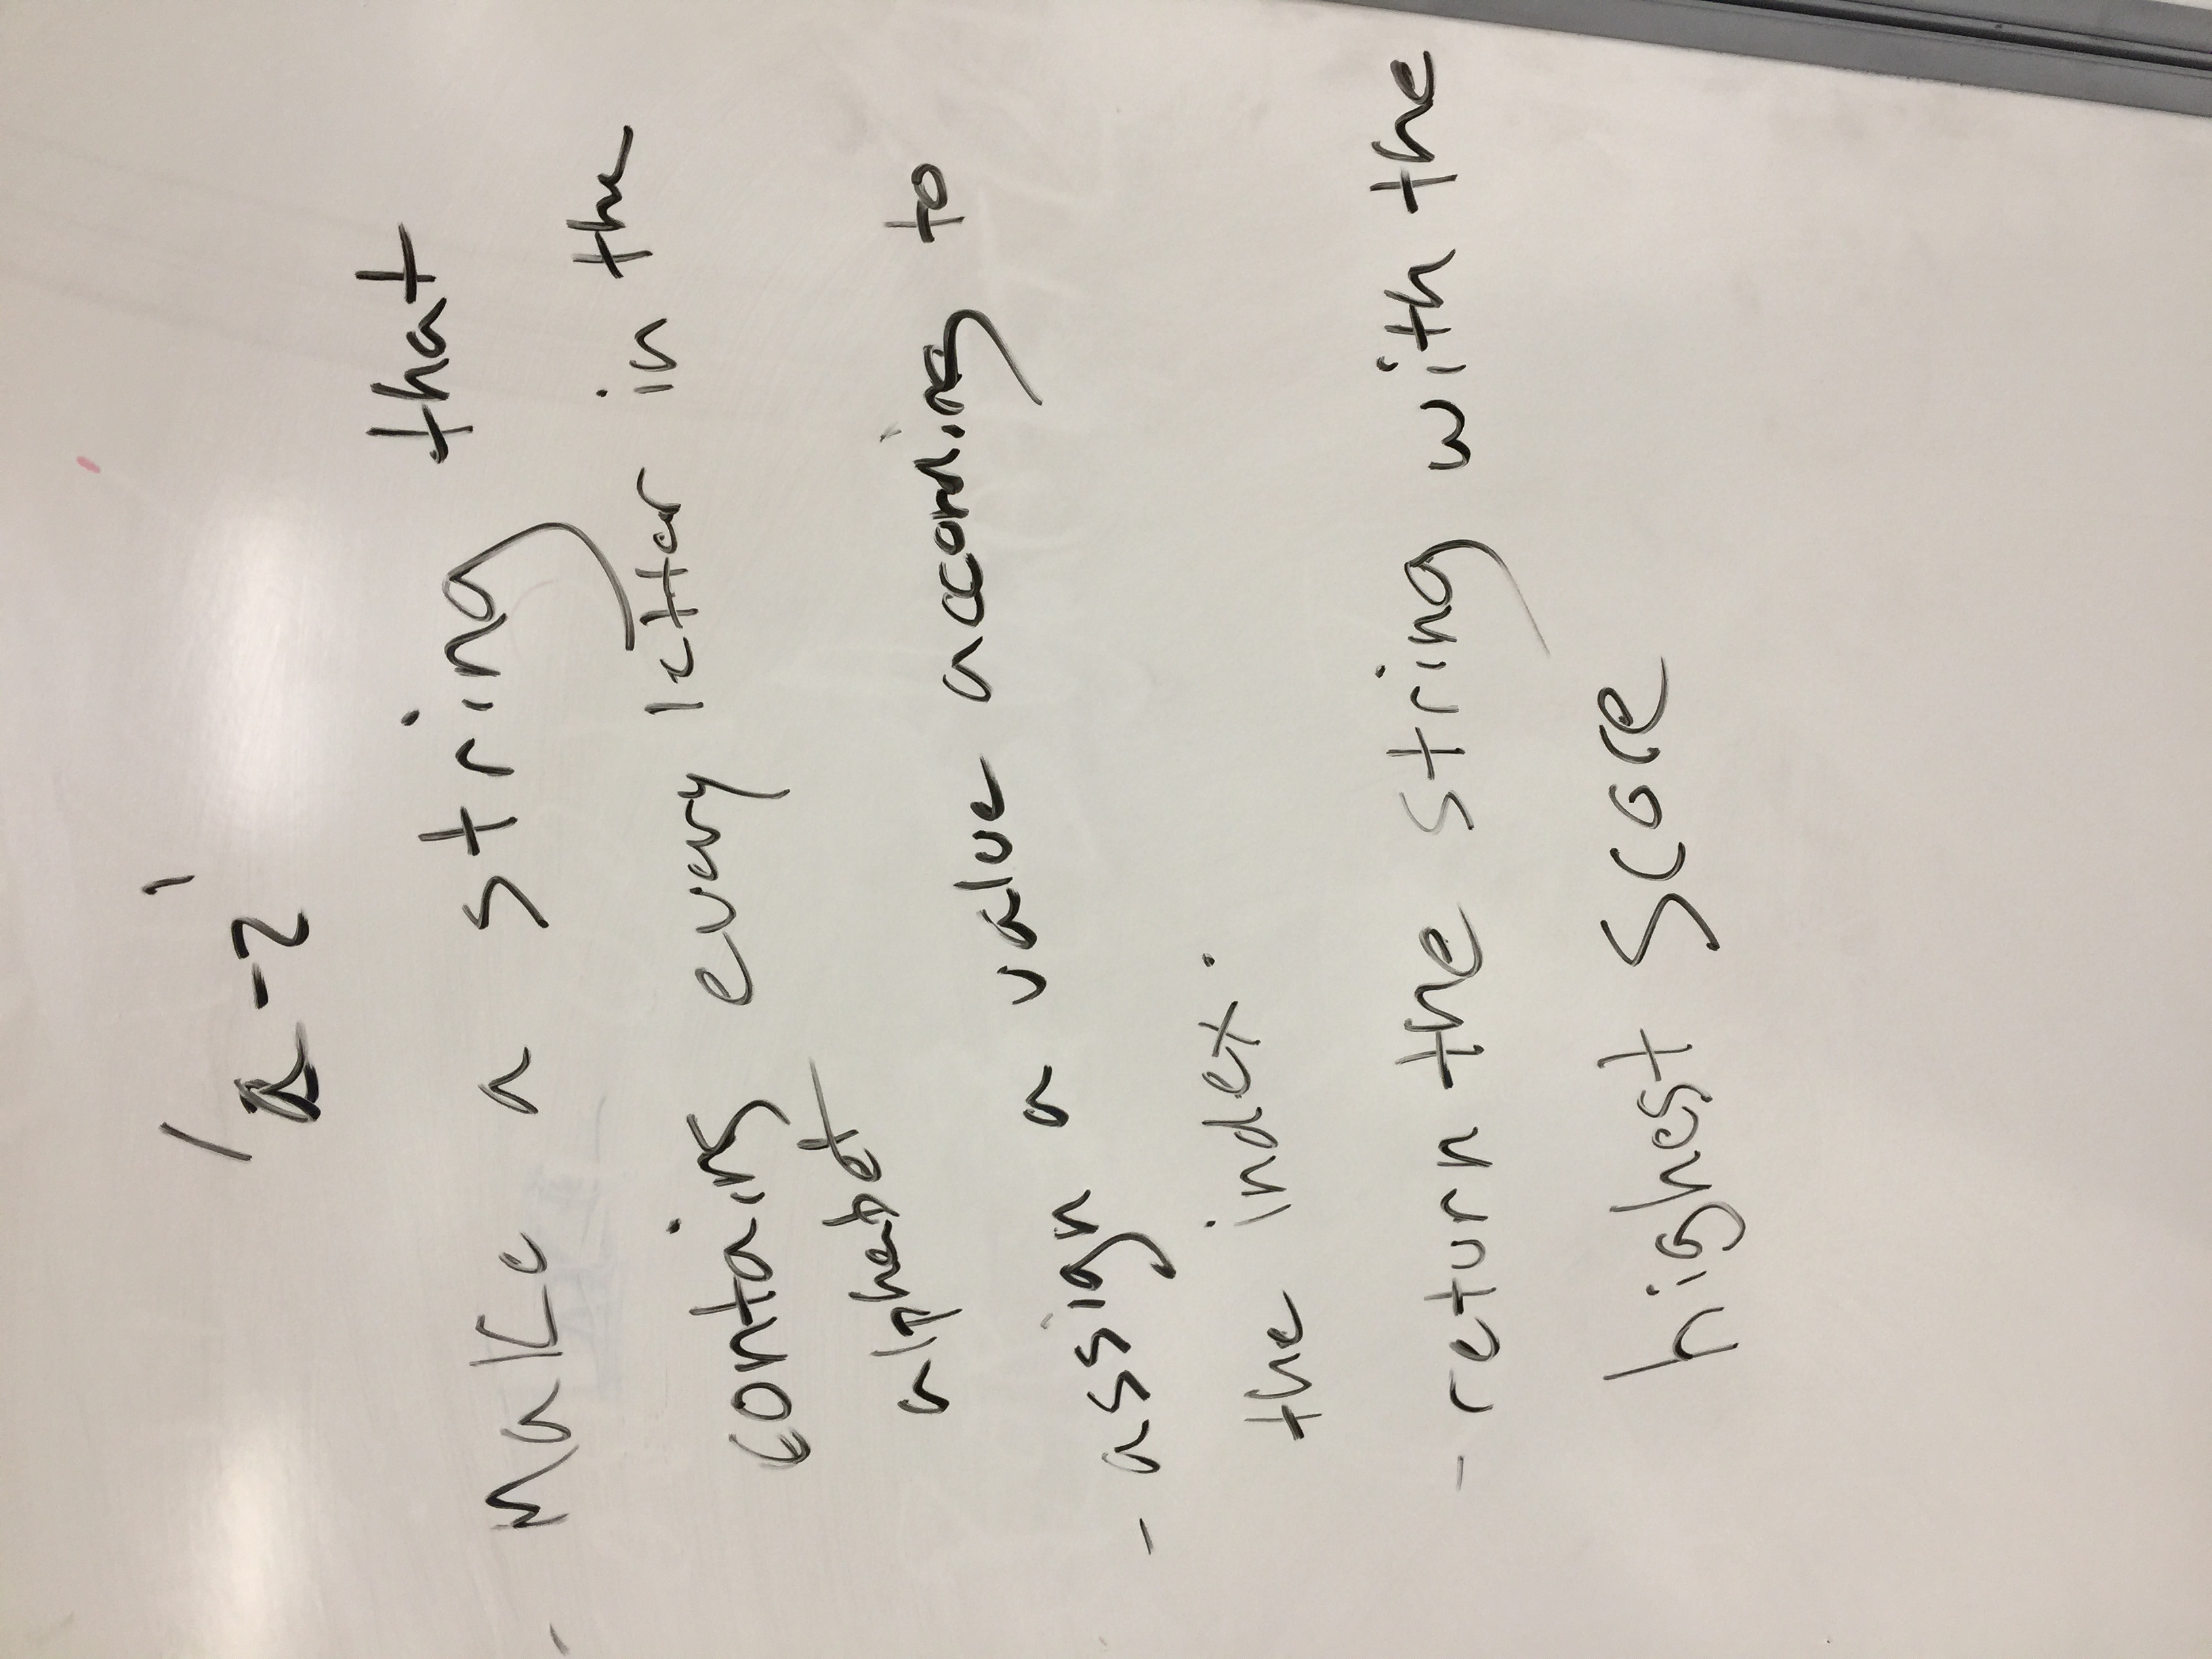 'a-z'
- Make a string that
contains every letter in the
alphabet
- assign a value according to
the index.
- return the string with the
highest score